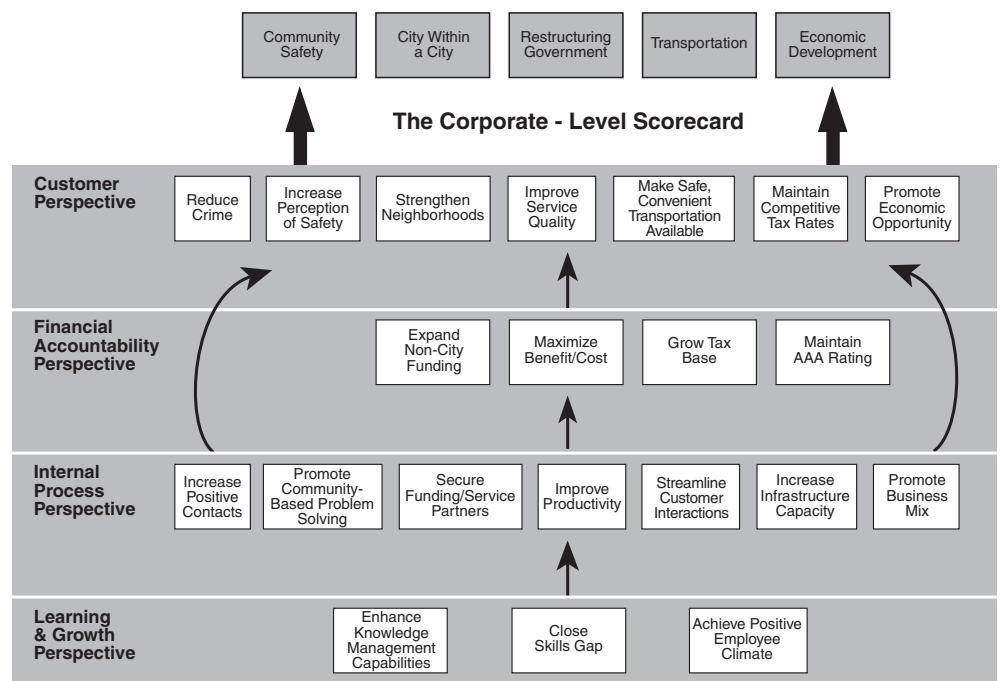 Community
Safety
City Within
a City
Restructuring
Government
Transportation
Economic
Development
The Corporate - Level Scorecard
Customer
Perspective
Reduce
Crime
Increase
Perception
of Safety
Strengthen
Neighborhoods
Improve
Service
Quality
Make Safe,
Convenient
Transportation
Available
Maintain
Competitive
Tax Rates
Promote
Economic
Opportunity
Financial
Accountability
Perspective
Expand
Non-City
Funding
Maximize
Benefit/Cost
Grow Tax
Base
Maintain
AAA Rating
Internal
Process
Perspective
Increase
Positive
Contacts
Promote
Community-
Based Problem
Solving
Secure
Funding/Service
Partners
Improve
Productivity
Streamline
Customer
Interactions
Increase
Infrastructure
Capacity
Promote
Business
Mix
Learning
& Growth
Perspective
Enhance
Knowledge
Management
Capabilities
Close
Skills Gap
Achieve Positive
Employee
Climate